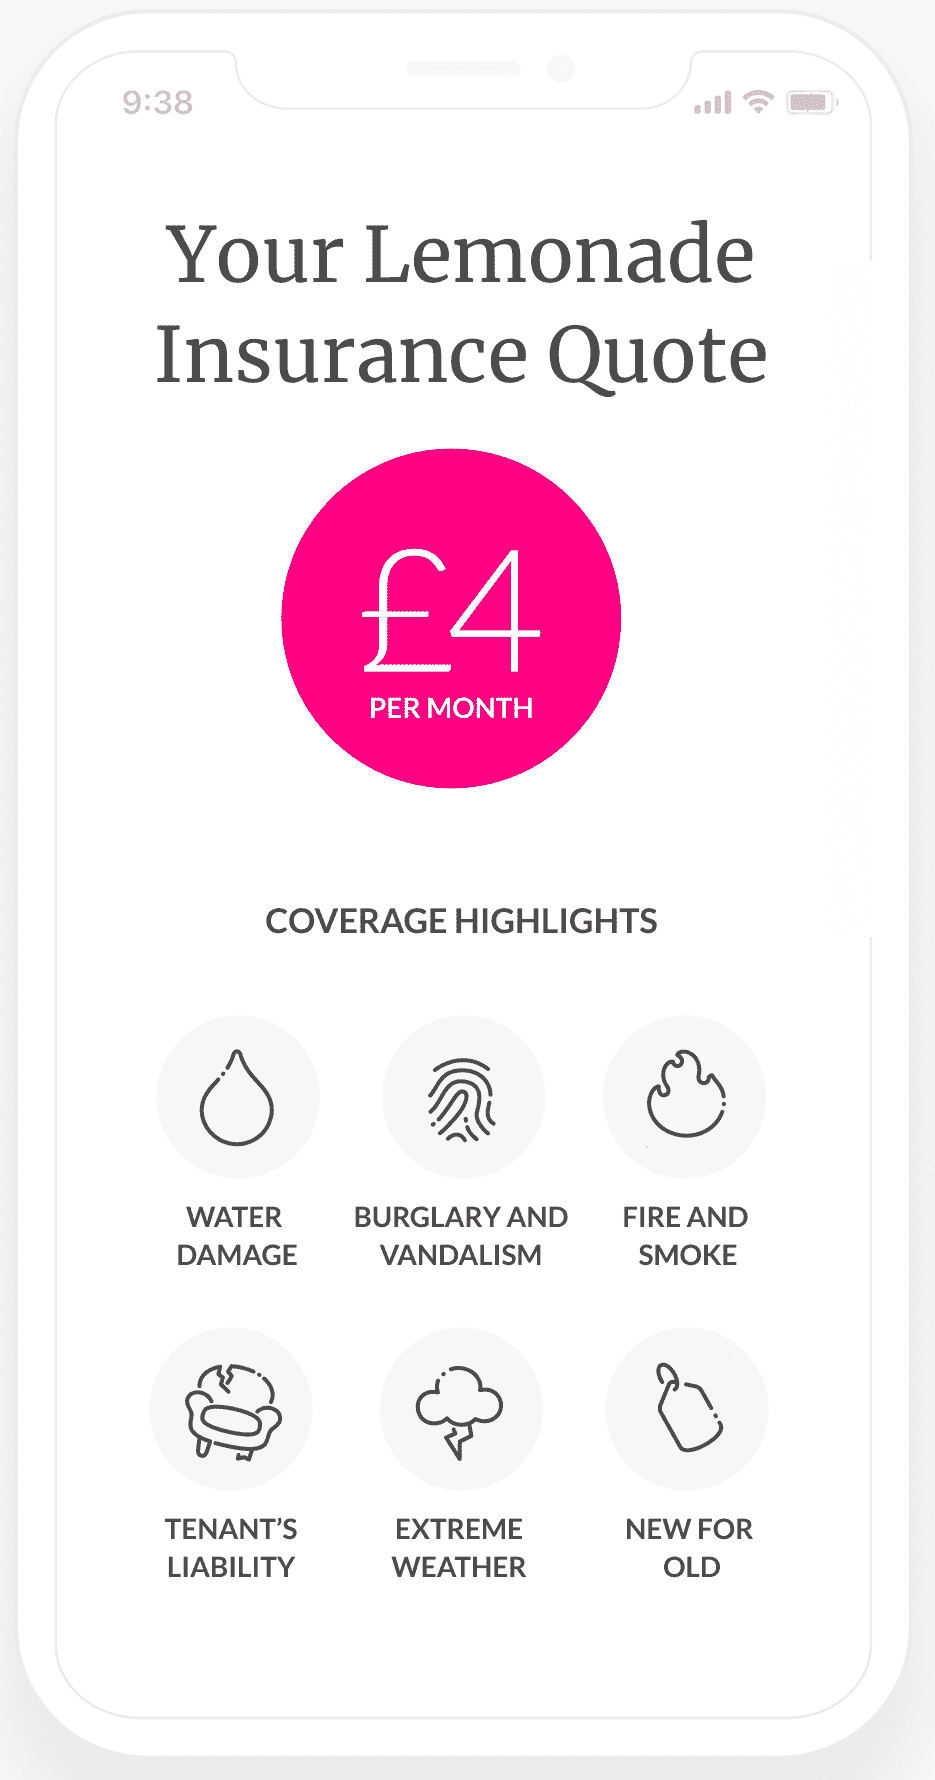 9:38
Your Lemonade
Insurance Quote
£4
PER MONTH
COVERAGE HIGHLIGHTS
WATER
DAMAGE
BURGLARY AND
VANDALISM
FIRE AND
SMOKE
TENANT’S
LIABILITY
EXTREME
WEATHER
NEW FOR
OLD